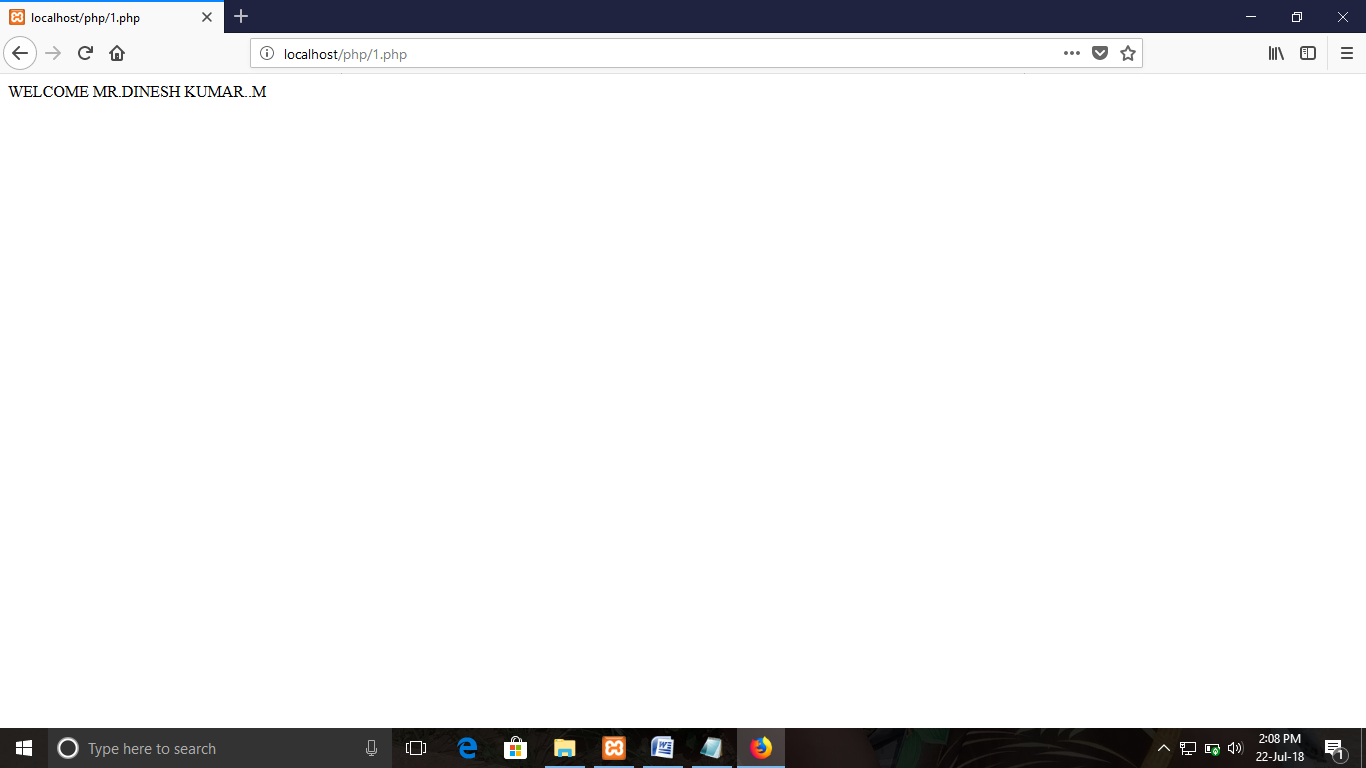 localhost/php/1.php
localhost/php/1.php
WELCOME MR.DINESH KUMAR..M
Type here to search
2:08 PM
22-Jul-18
1